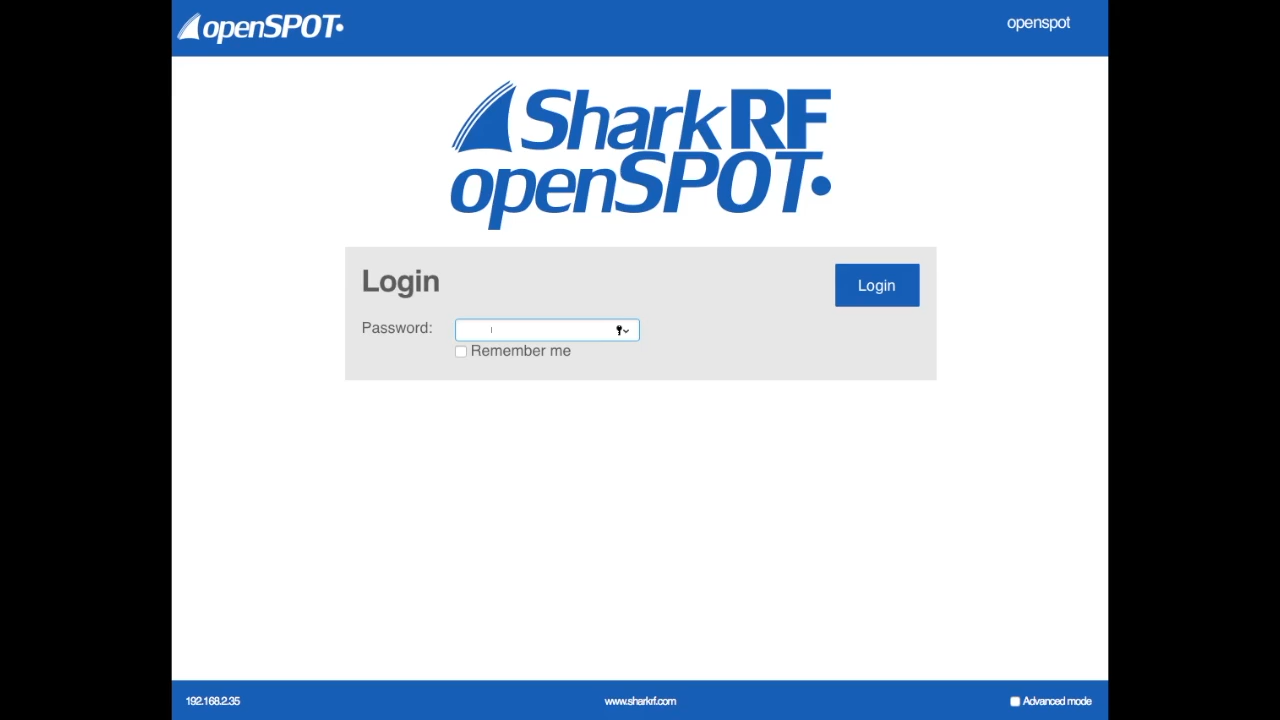 openSPOT
openspot
SharkRF
openSPOT
Login
Login
Password:
Remember me
192.168.2.35
www.sharkrf.com
Advanced mode